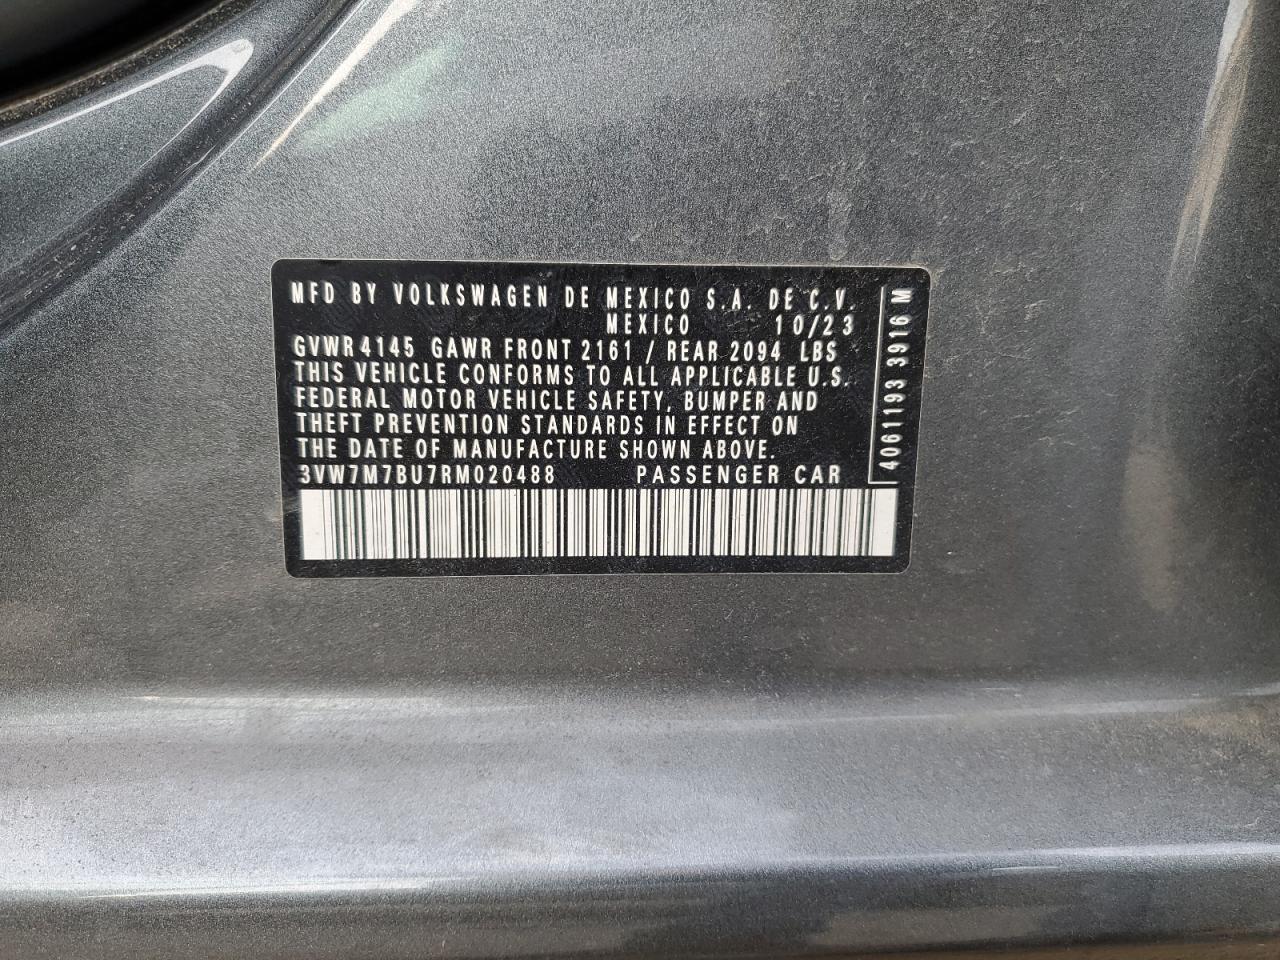 MFD BY VOLKSWAGEN DE MEXICO S.A. DE C.V.
MEXICO 10/23
GVWR 4145 GAWR FRONT 2161 / REAR 2094 LBS
THIS VEHICLE CONFORMS TO ALL APPLICABLE U.S.
FEDERAL MOTOR VEHICLE SAFETY, BUMPER AND
THEFT PREVENTION STANDARDS IN EFFECT ON
THE DATE OF MANUFACTURE SHOWN ABOVE.
3VW7M7BU7RM020488 PASSENGER CAR
4061193 3916 M